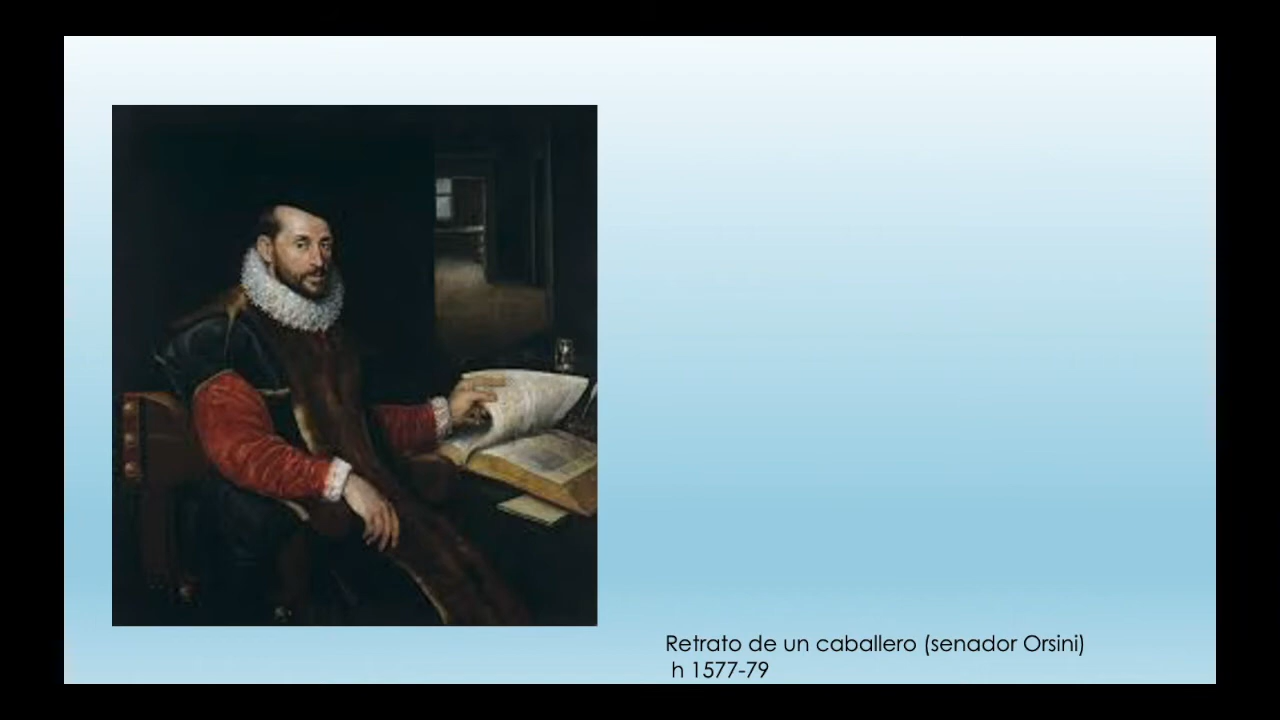 Retrato de un caballero (senador Orsini)
h 1577-79